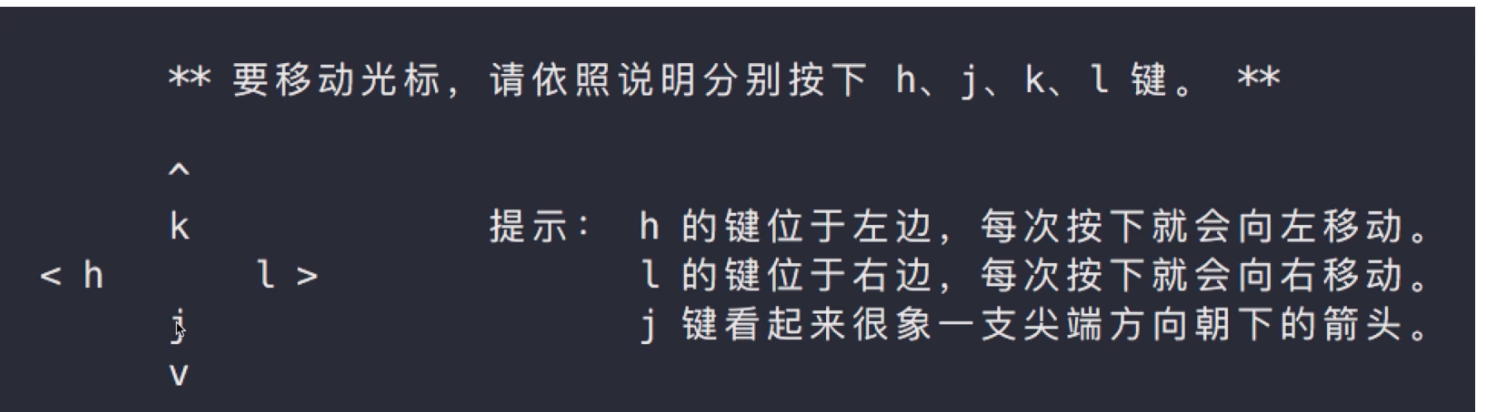 ** 要移动光标，请依照说明分别按下 h、j、k、l 键。 **
^
k 提示： h 的键位于左边，每次按下就会向左移动。
< h l > l 的键位于右边，每次按下就会向右移动。
j j 键看起来很象一支尖端方向朝下的箭头。
v